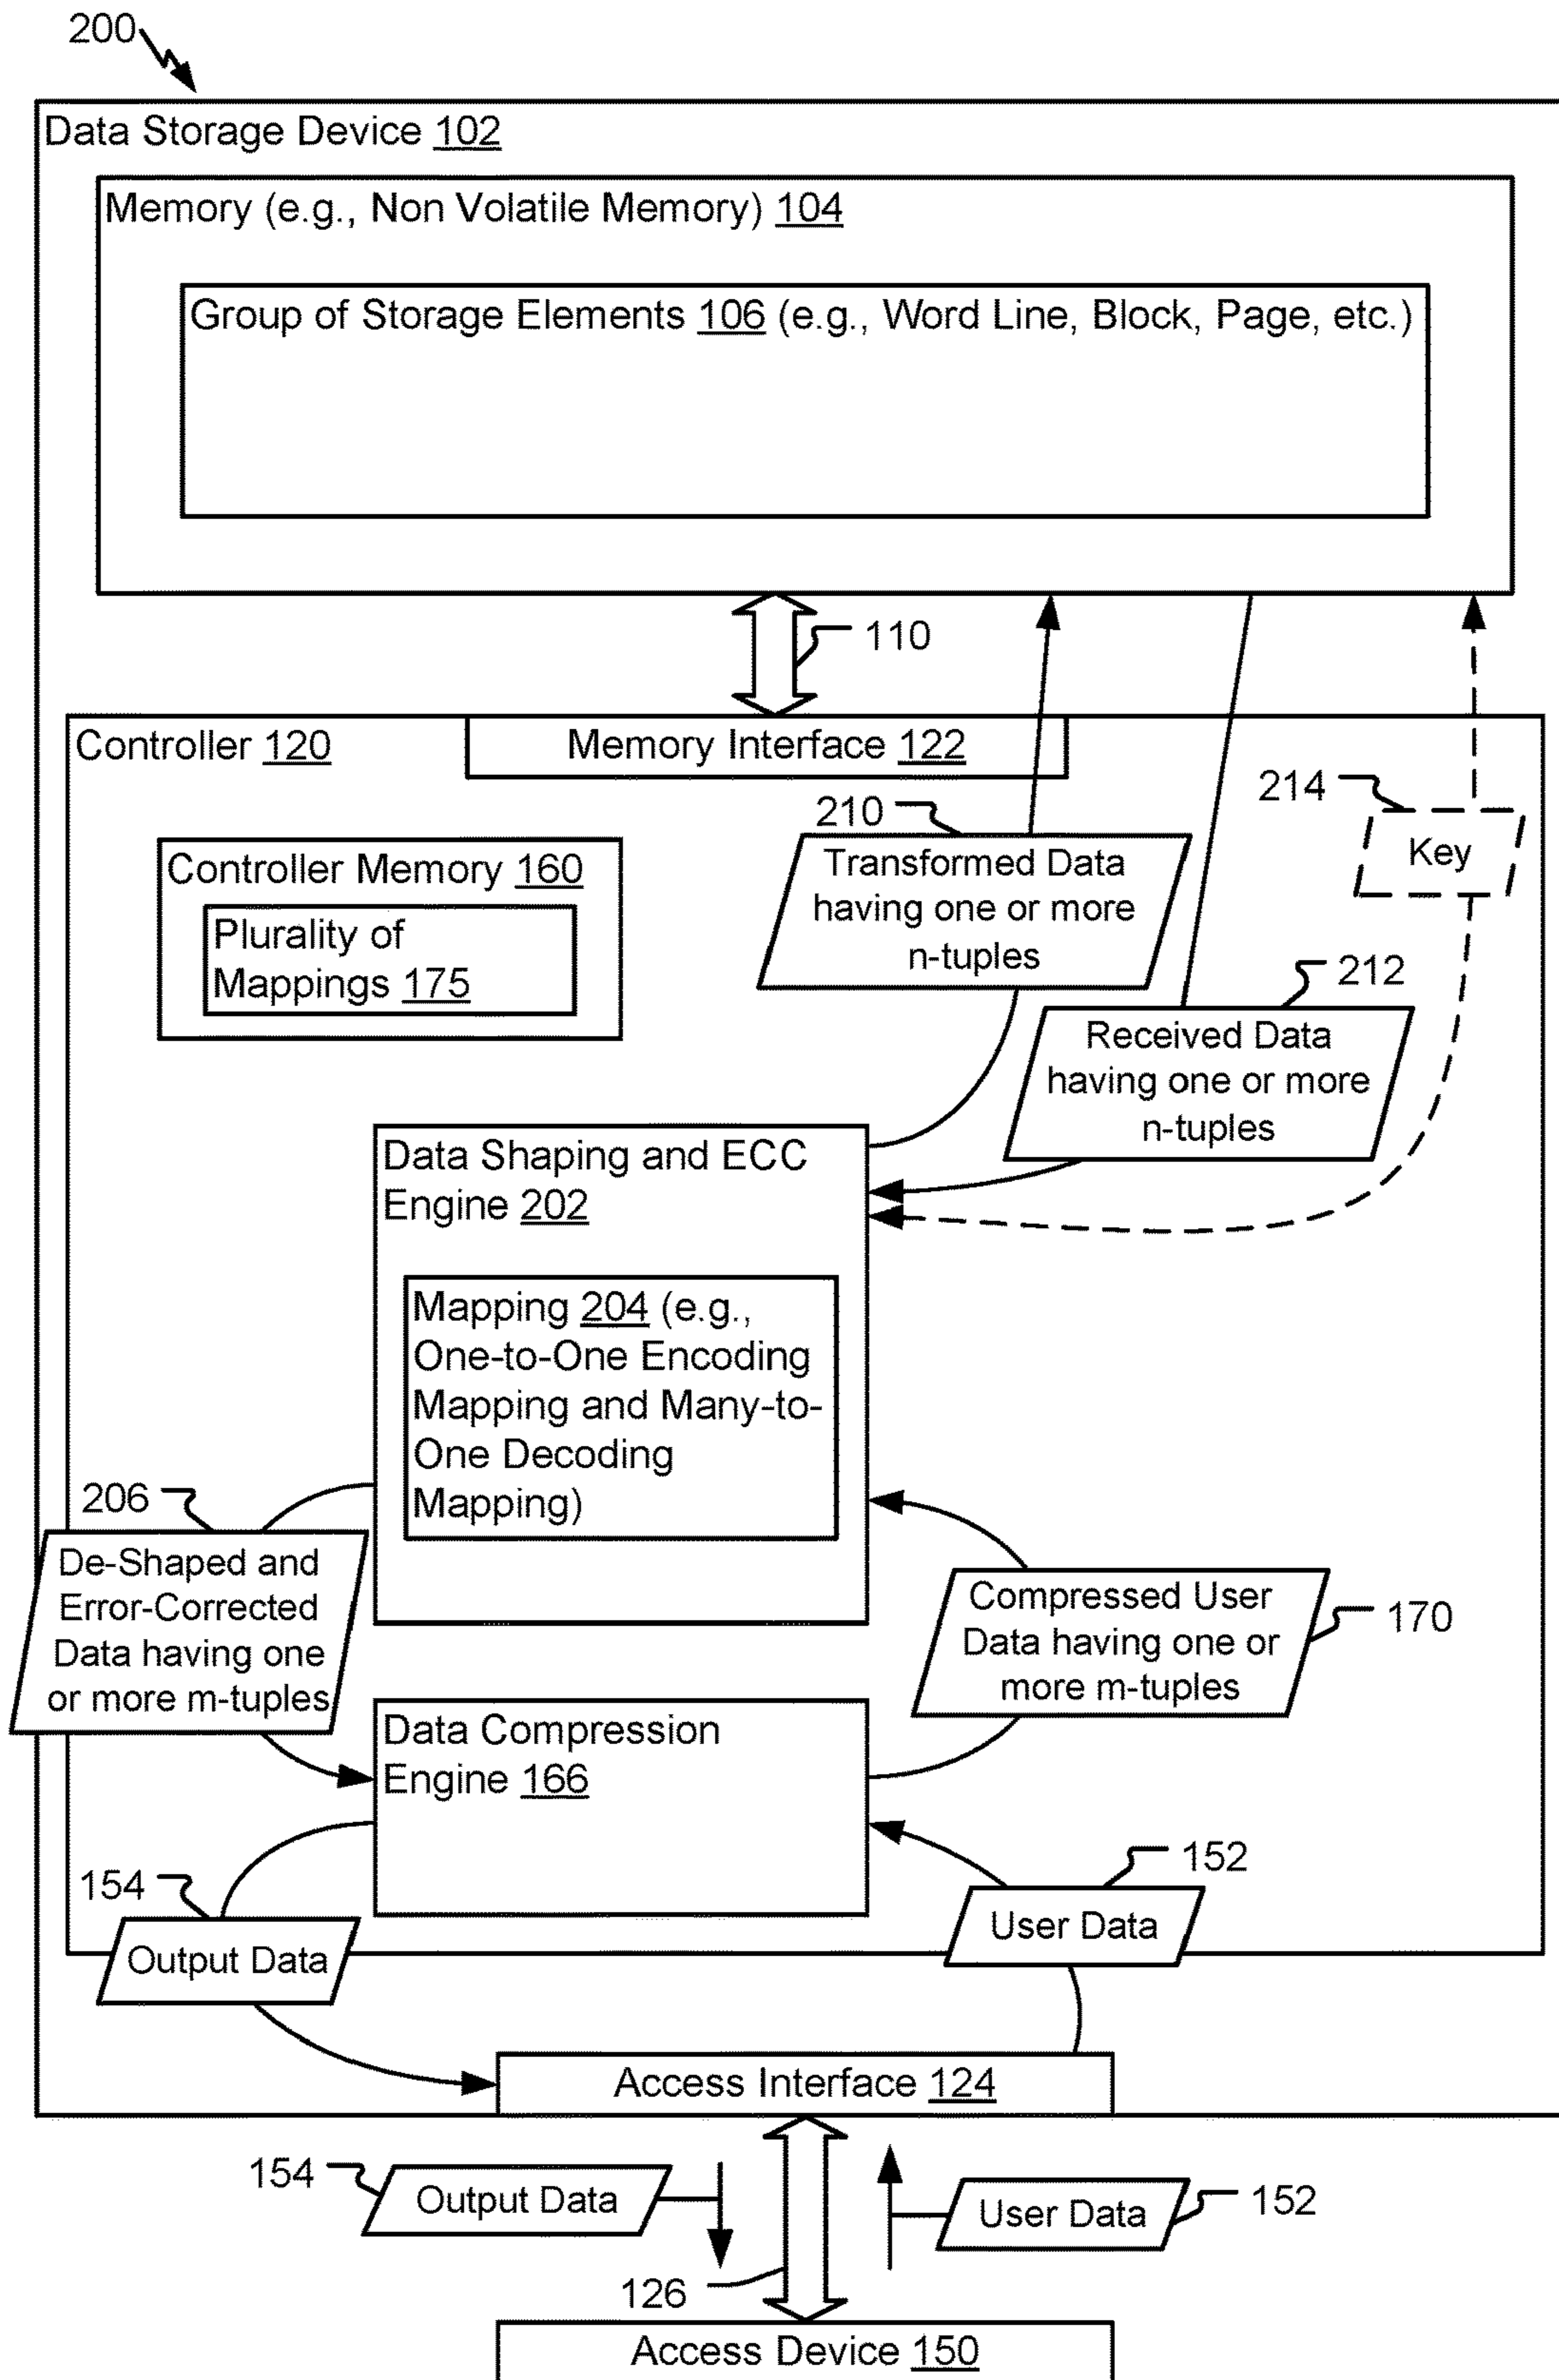 200
Data Storage Device 102
Memory (e.g., Non Volatile Memory) 104
Group of Storage Elements 106 (e.g., Word Line, Block, Page, etc.)
110
Controller 120
Memory Interface 122
214
Key
210
Transformed Data
having one or more
n-tuples
Controller Memory 160
Plurality of
Mappings 175
212
Received Data
having one or more
n-tuples
Data Shaping and ECC
Engine 202
Mapping 204 (e.g.,
One-to-One Encoding
Mapping and Many-to-
One Decoding
Mapping)
206
De-Shaped and
Error-Corrected
Data having one
or more m-tuples
Compressed User
Data having one or
more m-tuples
170
Data Compression
Engine 166
154
Output Data
152
User Data
Access Interface 124
154
Output Data
User Data
152
126
Access Device 150